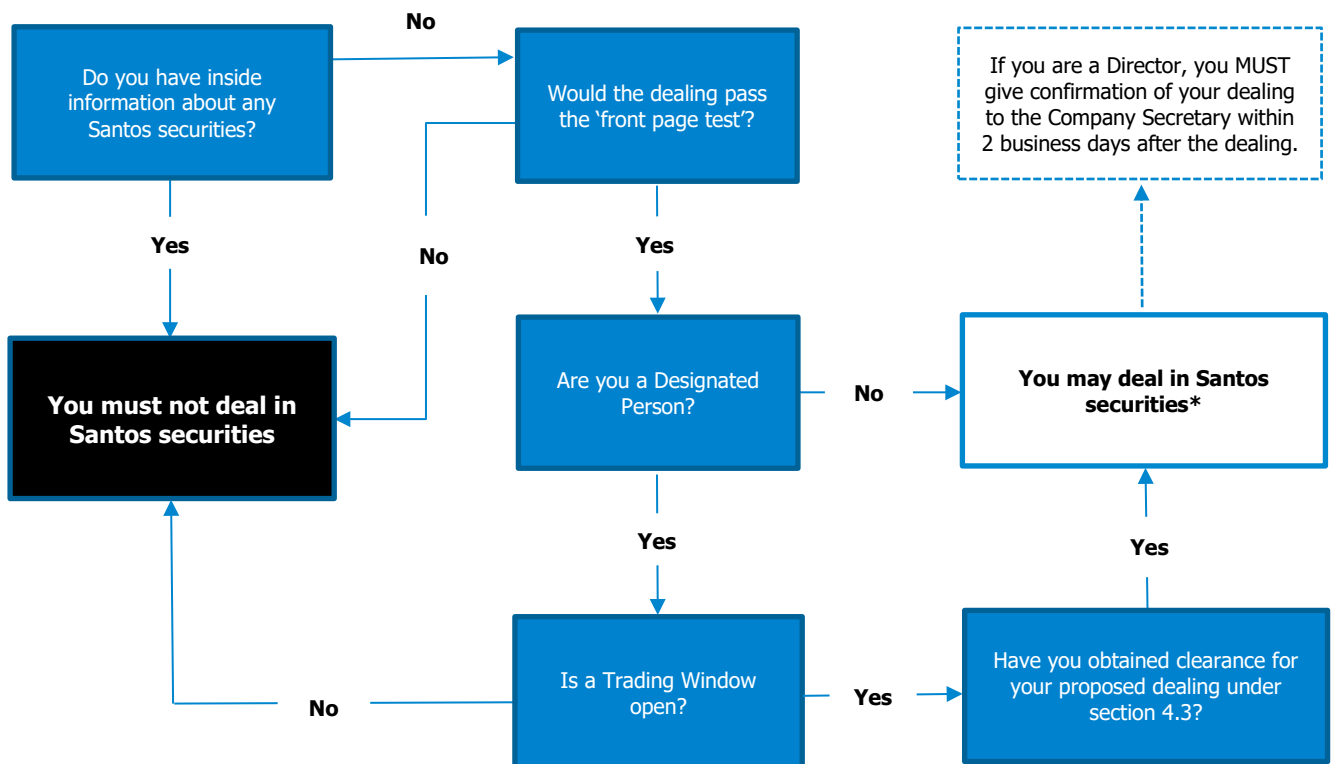 No
Do you have inside
information about any
Santos securities?
Would the dealing pass
the ‘front page test’?
If you are a Director, you MUST
give confirmation of your dealing
to the Company Secretary within
2 business days after the dealing.
Yes
No
Yes
You must not deal in
Santos securities
Are you a Designated
Person?
No
You may deal in Santos
securities*
Yes
Yes
No
Is a Trading Window
open?
Yes
Have you obtained clearance for
your proposed dealing under
section 4.3?